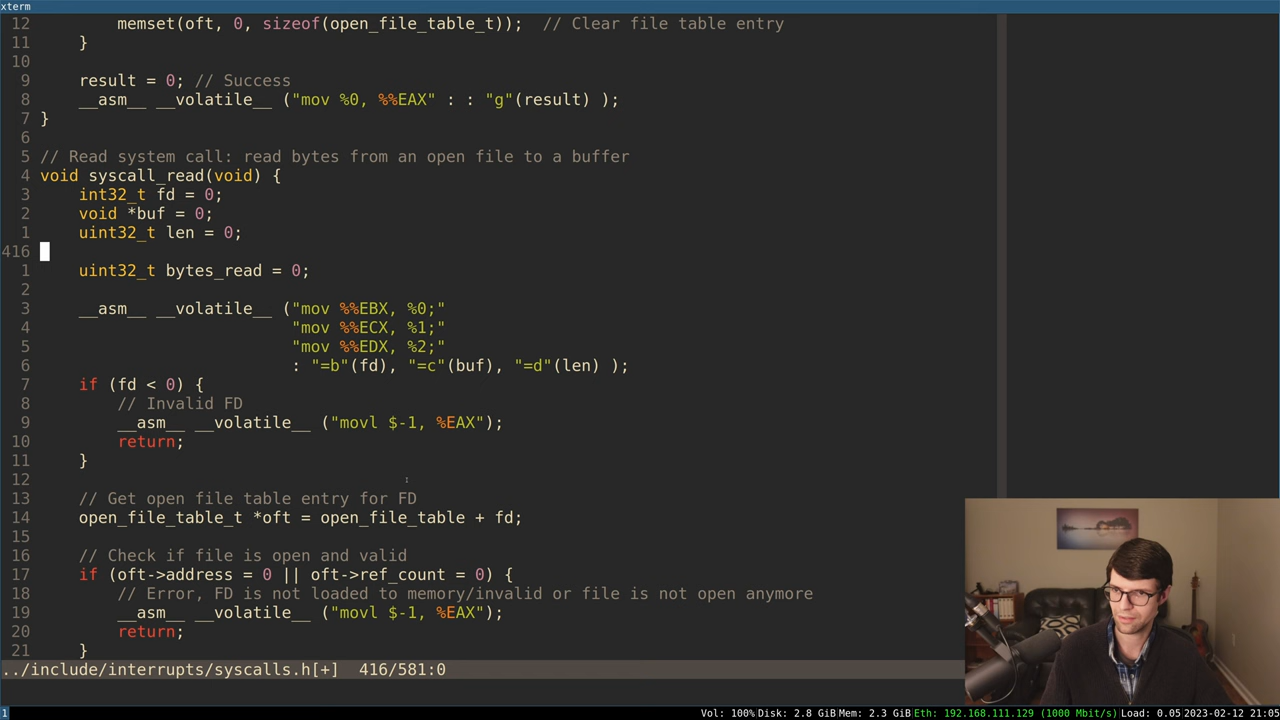 xterm
12         memset(oft, 0, sizeof(open_file_table_t));  // Clear file table entry
11     }
10
9     result = 0; // Success
8     __asm__ __volatile__ ("mov %0, %%EAX" : : "g"(result) );
7 }
6
5 // Read system call: read bytes from an open file to a buffer
4 void syscall_read(void) {
3     int32_t fd = 0;
2     void *buf = 0;
1     uint32_t len = 0;
416
1     uint32_t bytes_read = 0;
2
3     __asm__ __volatile__ ("mov %%EBX, %0;"
4                           "mov %%ECX, %1;"
5                           "mov %%EDX, %2;"
6                           : "=b"(fd), "=c"(buf), "=d"(len) );
7     if (fd < 0) {
8         // Invalid FD
9         __asm__ __volatile__ ("movl $-1, %EAX");
10         return;
11     }
12
13     // Get open file table entry for FD
14     open_file_table_t *oft = open_file_table + fd;
15
16     // Check if file is open and valid
17     if (oft->address = 0 || oft->ref_count = 0) {
18         // Error, FD is not loaded to memory/invalid or file is not open anymore
19         __asm__ __volatile__ ("movl $-1, %EAX");
20         return;
21     }
../include/interrupts/syscalls.h[+]  416/581:0
1 Vol: 100% Disk: 2.8 GiB Mem: 2.3 GiB Eth: 192.168.111.129 (1000 Mbit/s) Load: 0.05 2023-02-12 21:05